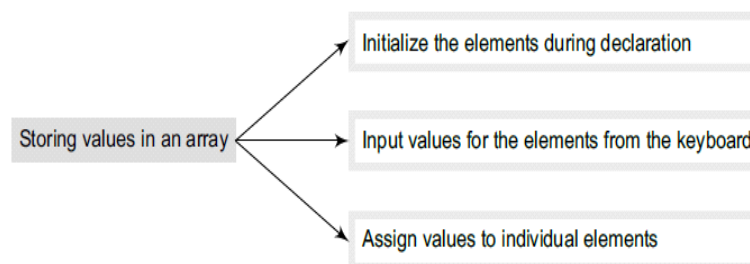 Initialize the elements during declaration
Storing values in an array
Input values for the elements from the keyboard
Assign values to individual elements